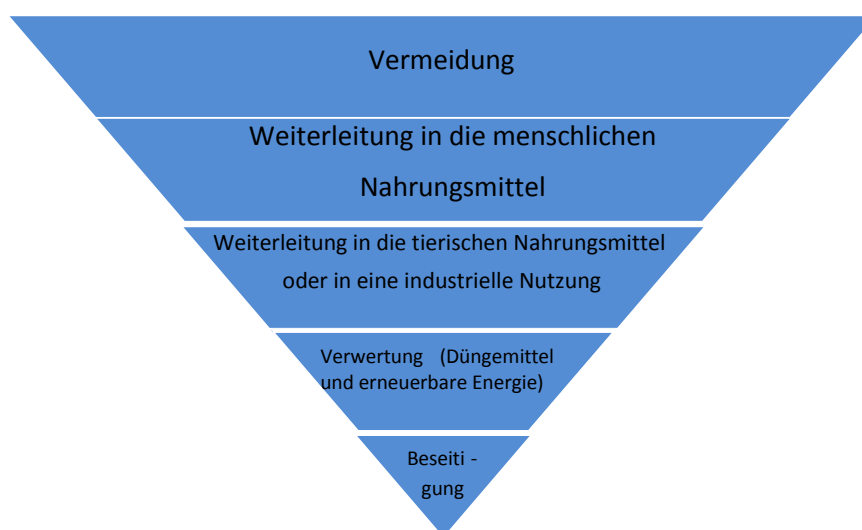 Vermeidung
Weiterleitung in die menschlichen
Nahrungsmittel
Weiterleitung in die tierischen Nahrungsmittel
oder in eine industrielle Nutzung
Verwertung (Düngemittel
und erneuerbare Energie)
Beseiti -
gung